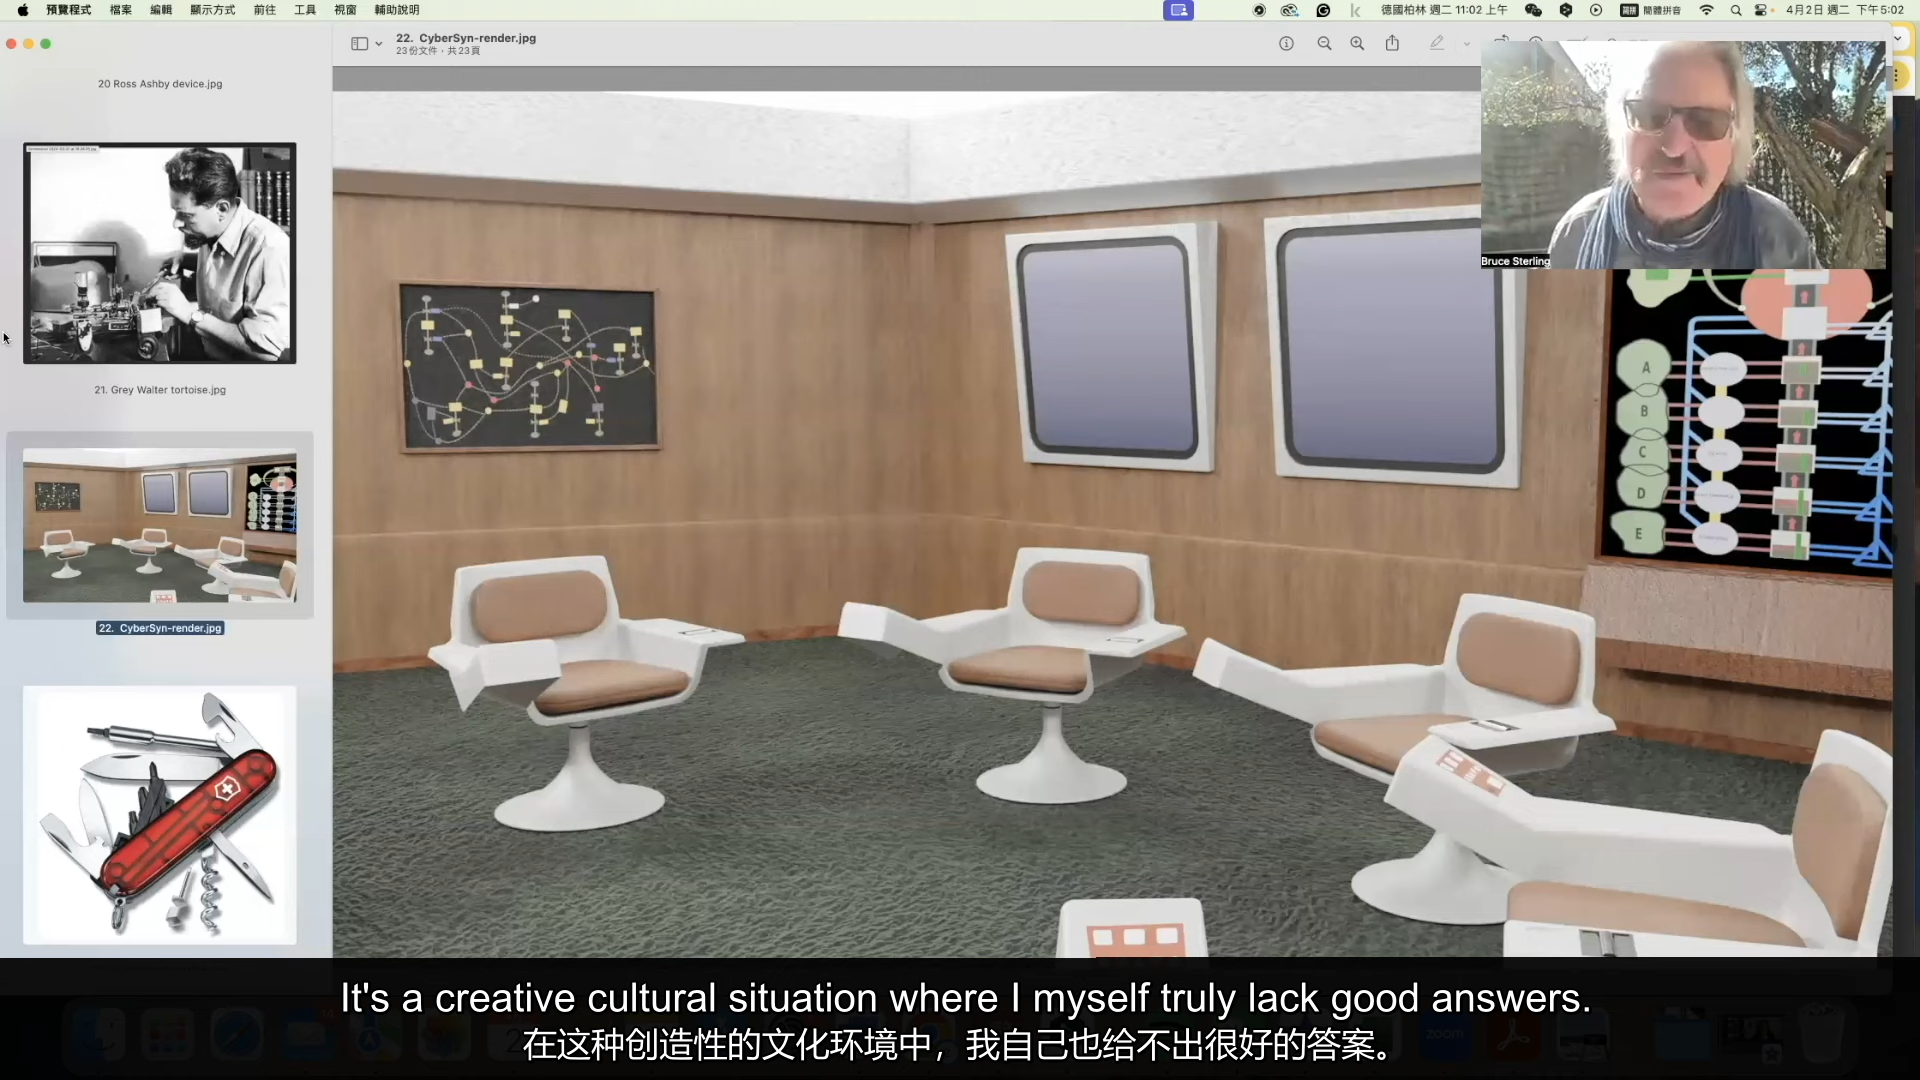 預覽程式 檔案 編輯 顯示方式 前往 工具 視窗 輔助說明
德國柏林 週二 11:02 上午
簡體拼音
4月2日 週二 下午5:02
22. CyberSyn-render.jpg
23份文件，共23頁
20 Ross Ashby device.jpg
21. Grey Walter tortoise.jpg
22. CyberSyn-render.jpg
Bruce Sterling
A
B
C
D
E
It's a creative cultural situation where I myself truly lack good answers.
在这种创造性的文化环境中，我自己也给不出很好的答案。
zoom